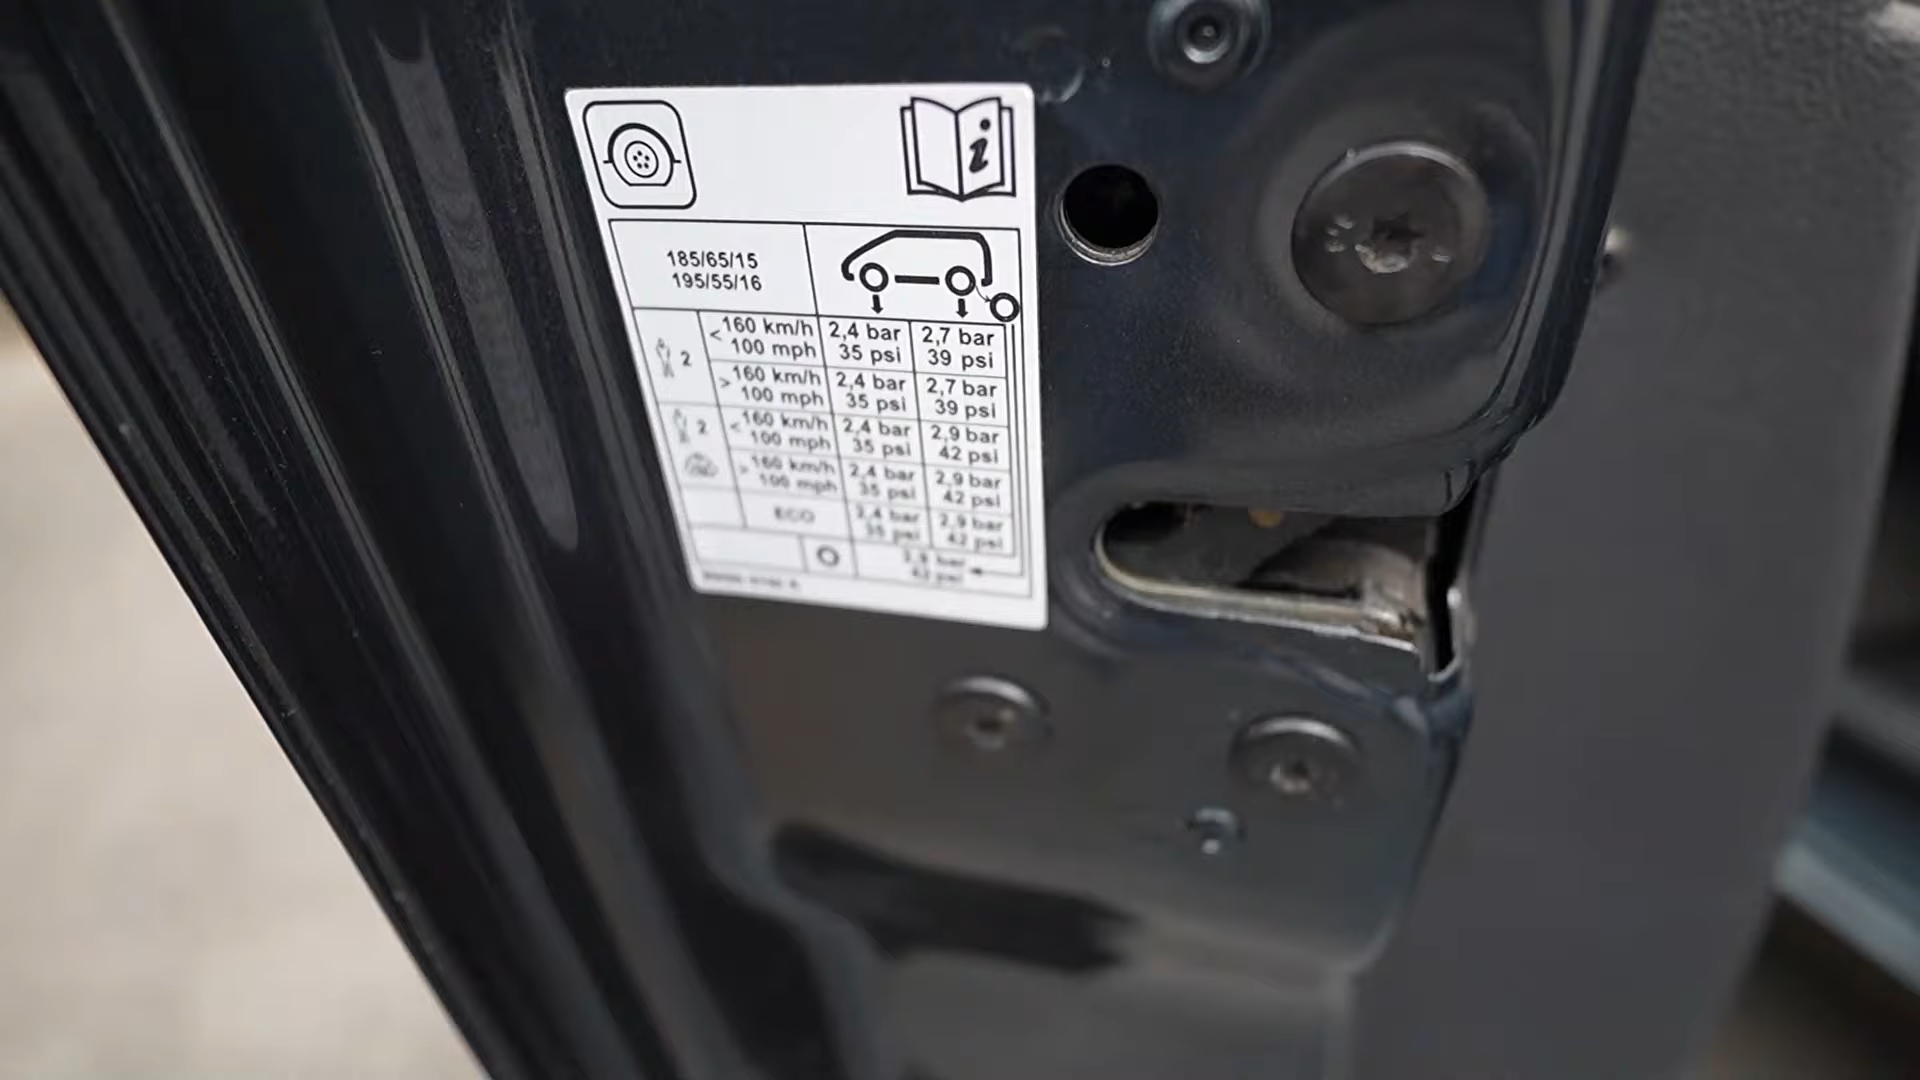 i
185/65/15
195/55/16
< 160 km/h 2,4 bar 2,7 bar
100 mph 35 psi 39 psi
2
> 160 km/h 2,4 bar 2,7 bar
100 mph 35 psi 39 psi
< 160 km/h 2,4 bar 2,9 bar
2 100 mph 35 psi 42 psi
> 160 km/h 2,4 bar 2,9 bar
100 mph 35 psi 42 psi
ECO 2,4 bar 2,9 bar
35 psi 42 psi
bar
psi